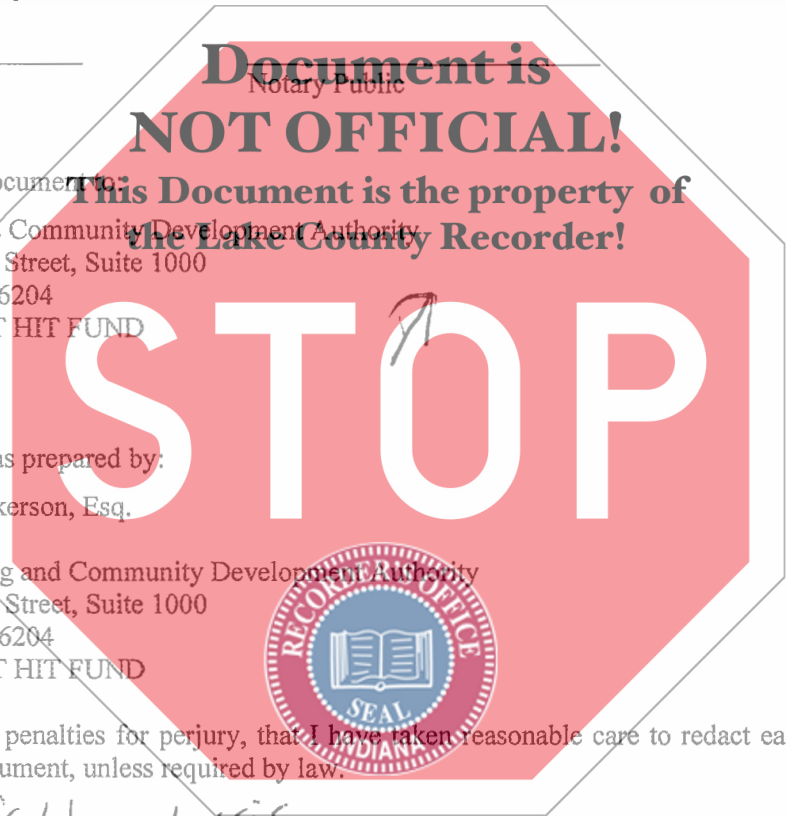 Document is
Notary Public
NOT OFFICIAL!
ocument to:
This Document is the property of
Community Development Authority
the Lake County Recorder!
Street, Suite 1000
6204
HIT FUND
STOP
as prepared by:
kerson, Esq.
g and Community Development Authority
Street, Suite 1000
6204
HIT FUND
RECORDER'S OFFICE
SEAL
INDIANA
penalties for perjury, that I have taken reasonable care to redact ea
ument, unless required by law.